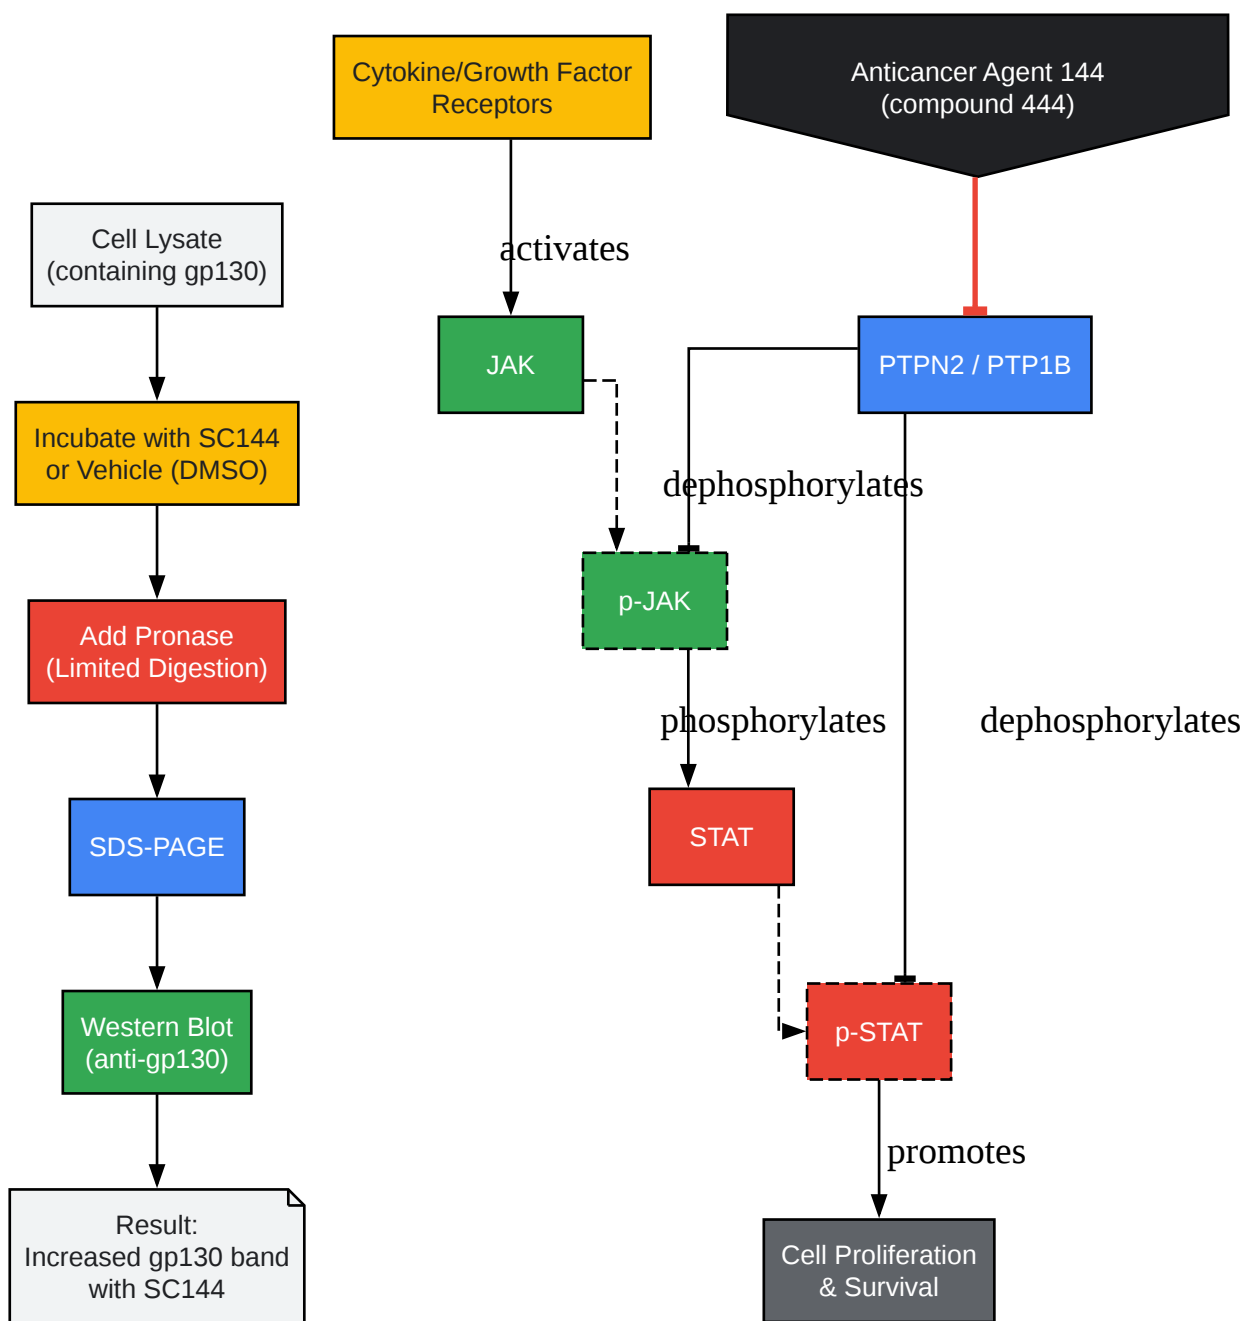 Cytokine/Growth Factor
Receptors
Anticancer Agent 144
(compound 444)
Cell Lysate
(containing gp130)
activates
JAK
PTPN2 / PTP1B
Incubate with SC144
or Vehicle (DMSO)
dephosphorylates
p-JAK
Add Pronase
(Limited Digestion)
phosphorylates
dephosphorylates
SDS-PAGE
STAT
Western Blot
(anti-gp130)
p-STAT
promotes
Result:
Increased gp130 band
with SC144
Cell Proliferation
& Survival